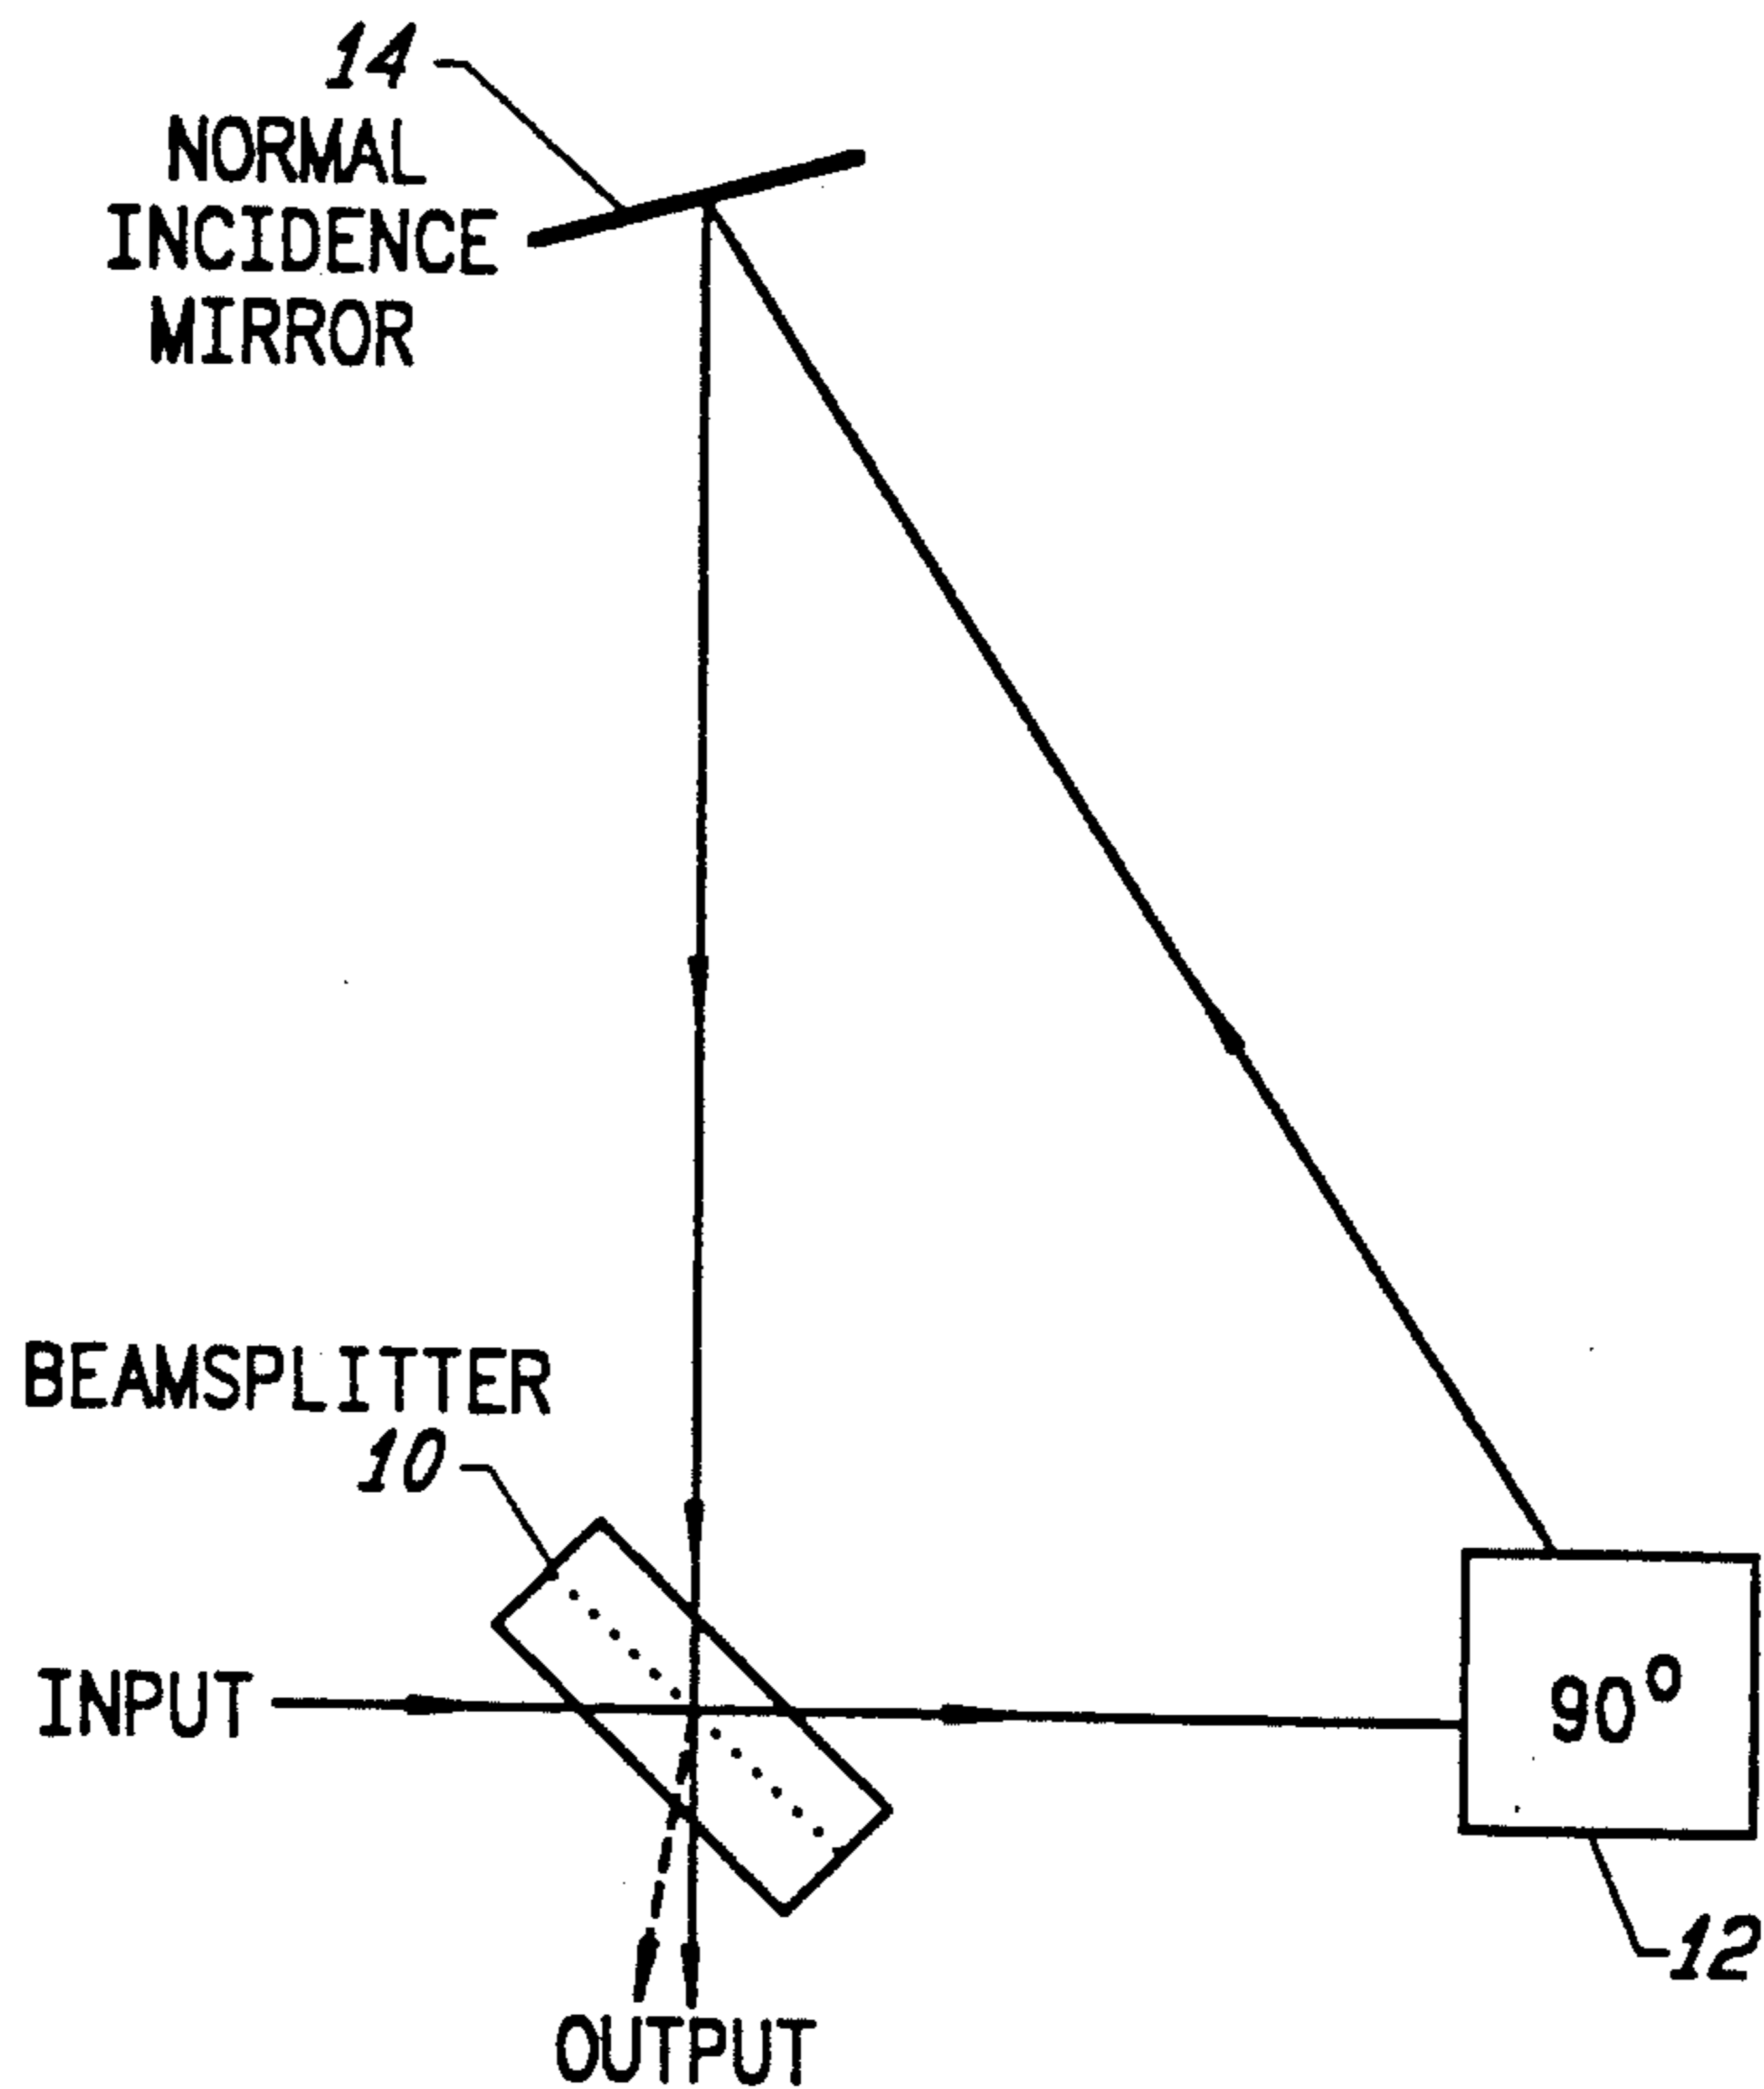 14
NORMAL
INCIDENCE
MIRROR
BEAMSPLITTER
10
INPUT
90°
12
OUTPUT